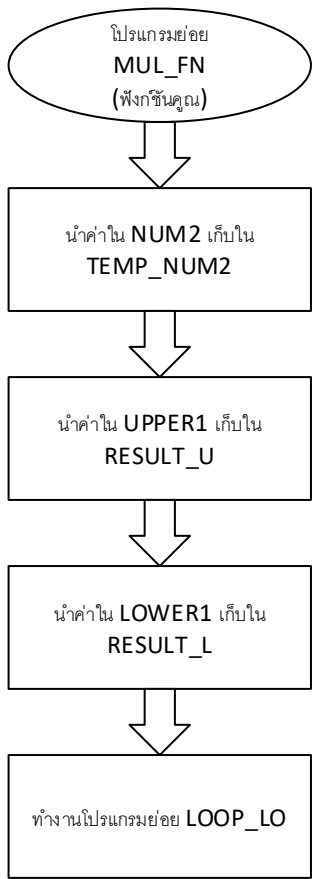 โปรแกรมย่อย
MUL_FN
(ฟังก์ชันคูณ)
นำค่าใน NUM2 เก็บใน
TEMP_NUM2
นำค่าใน UPPER1 เก็บใน
RESULT_U
นำค่าใน LOWER1 เก็บใน
RESULT_L
ทำงานโปรแกรมย่อย LOOP_LO